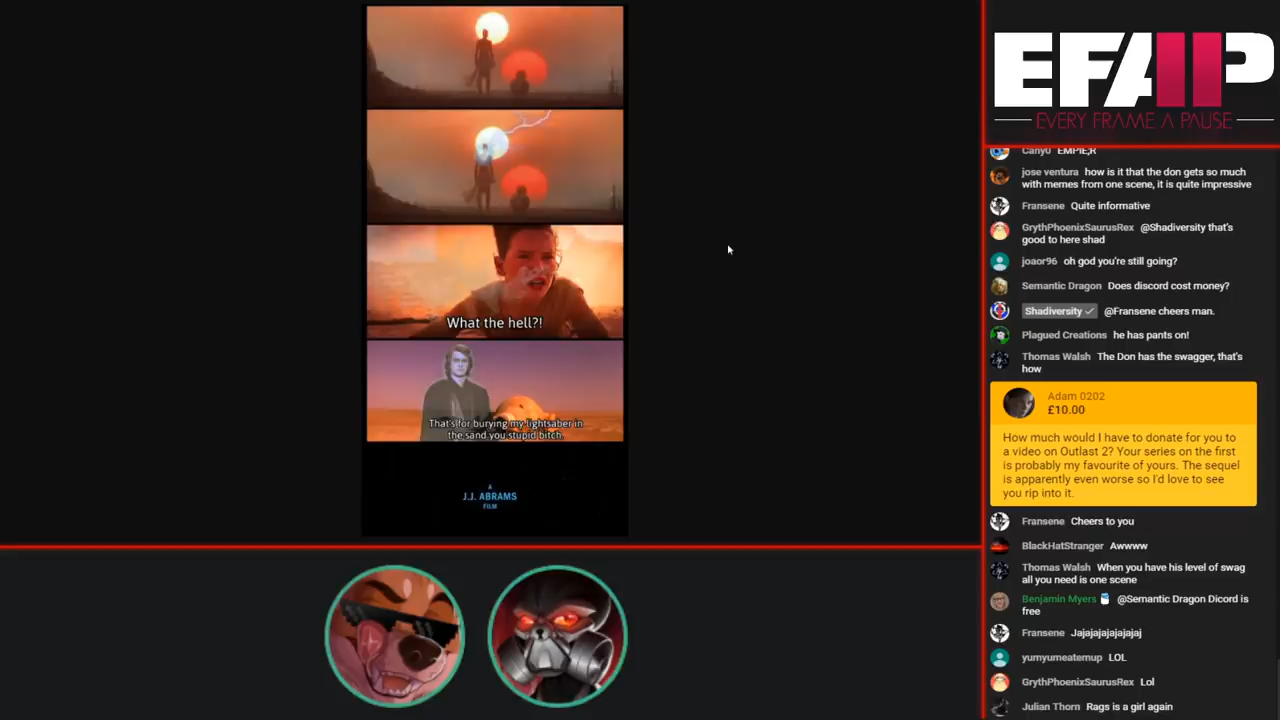 What the hell?!
That's for burying my lightsaber in
the sand you stupid bitch.
A
J.J. ABRAMS
FILM
EFAP
EVERY FRAME A PAUSE
Cany0 EMPIE;R
jose ventura how is it that the don gets so much
with memes from one scene, it is quite impressive
Fransene Quite informative
GrythPhoenixSaurusRex @Shadiversity that's
good to here shad
joaor96 oh god you're still going?
Semantic Dragon Does discord cost money?
Shadiversity @Fransene cheers man.
Plagued Creations he has pants on!
Thomas Walsh The Don has the swagger, that's
how
Adam 0202
£10.00
How much would I have to donate for you to
a video on Outlast 2? Your series on the first
is probably my favourite of yours. The sequel
is apparently even worse so I'd love to see
you rip into it.
Fransene Cheers to you
BlackHatStranger Awwww
Thomas Walsh When you have his level of swag
all you need is one scene
Benjamin Myers @Semantic Dragon Dicord is
free
Fransene Jajajajajajajaj
yumyumeatemup LOL
GrythPhoenixSaurusRex Lol
Julian Thorn Rags is a girl again